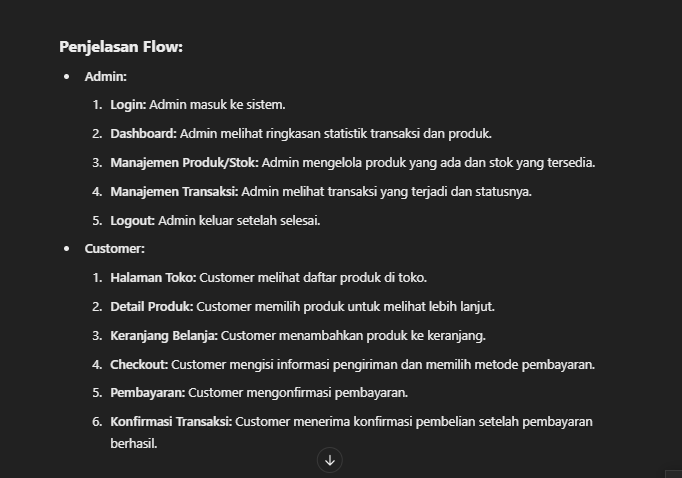 Penjelasan Flow:
• Admin:
1. Login: Admin masuk ke sistem.
2. Dashboard: Admin melihat ringkasan statistik transaksi dan produk.
3. Manajemen Produk/Stok: Admin mengelola produk yang ada dan stok yang tersedia.
4. Manajemen Transaksi: Admin melihat transaksi yang terjadi dan statusnya.
5. Logout: Admin keluar setelah selesai.
• Customer:
1. Halaman Toko: Customer melihat daftar produk di toko.
2. Detail Produk: Customer memilih produk untuk melihat lebih lanjut.
3. Keranjang Belanja: Customer menambahkan produk ke keranjang.
4. Checkout: Customer mengisi informasi pengiriman dan memilih metode pembayaran.
5. Pembayaran: Customer mengonfirmasi pembayaran.
6. Konfirmasi Transaksi: Customer menerima konfirmasi pembelian setelah pembayaran
berhasil.